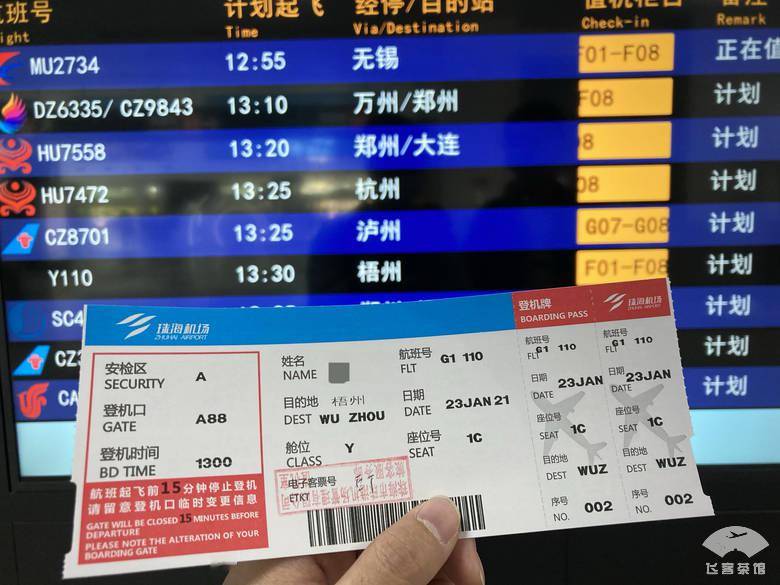 航班号 计划起飞 经停/目的站 值机柜台 备注
Time Via/Destination Check-in Remark
MU2734 12:55 无锡 F01-F08 正在值
DZ6335/ CZ9843 13:10 万州/郑州 F08 计划
HU7558 13:20 郑州/大连 计划
HU7472 13:25 杭州 计划
CZ8701 13:25 泸州 G07-G08 计划
Y110 13:30 梧州 F01-F08 计划
SC4 计划
CZ3 计划
CA 计划
珠海机场
ZHUHAI AIRPORT
登机牌
BOARDING PASS
珠海机场
ZHUHAI AIRPORT
安检区
SECURITY A
登机口
GATE A88
登机时间
BD TIME 1300
航班起飞前15分钟停止登机
请留意登机口临时变更信息
GATE WILL BE CLOSED 15 MINUTES BEFORE
DEPARTURE
PLEASE NOTE THE ALTERATION OF YOUR
BOARDING GATE
姓名
NAME
航班号
FLT G1 110
目的地 梧州
DEST WU ZHOU
日期
DATE 23JAN 21
舱位
CLASS Y
座位号
SEAT 1C
电子客票号
ETKT
航班号
FLT G1 110
日期
DATE 23JAN
座位号
SEAT 1C
目的地
DEST WUZ
序号
NO. 002
航班号
FLT G1 110
日期
DATE 23JAN
座位号
SEAT 1C
目的地
DEST WUZ
序号
NO. 002
飞客茶馆